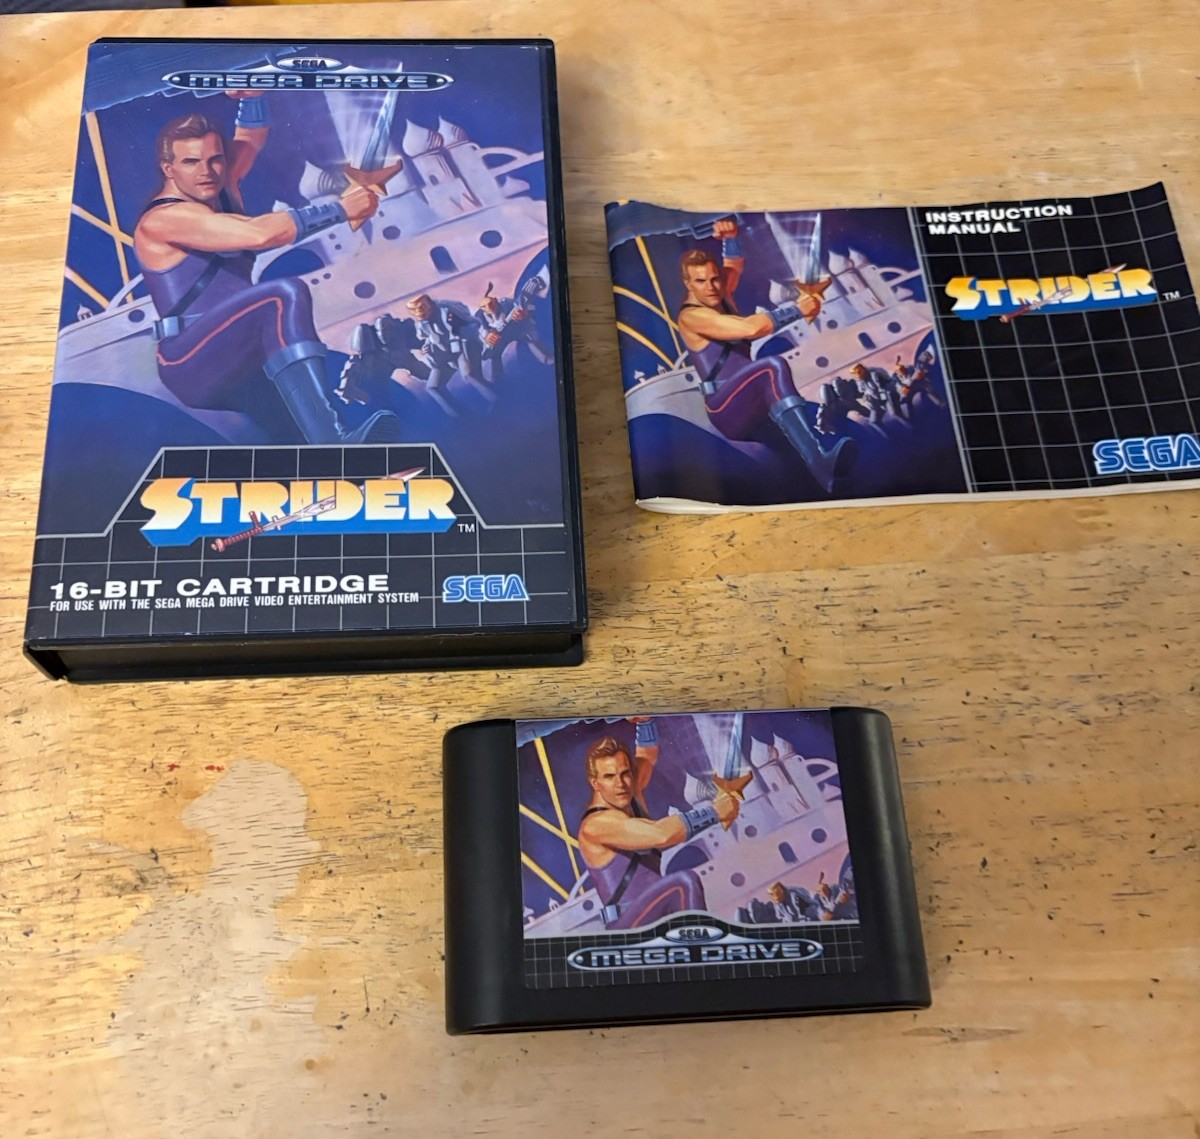 SEGA
MEGA DRIVE
STRIDER
TM
16-BIT CARTRIDGE
FOR USE WITH THE SEGA MEGA DRIVE VIDEO ENTERTAINMENT SYSTEM
SEGA
INSTRUCTION
MANUAL
STRIDER
TM
SEGA
SEGA
MEGA DRIVE